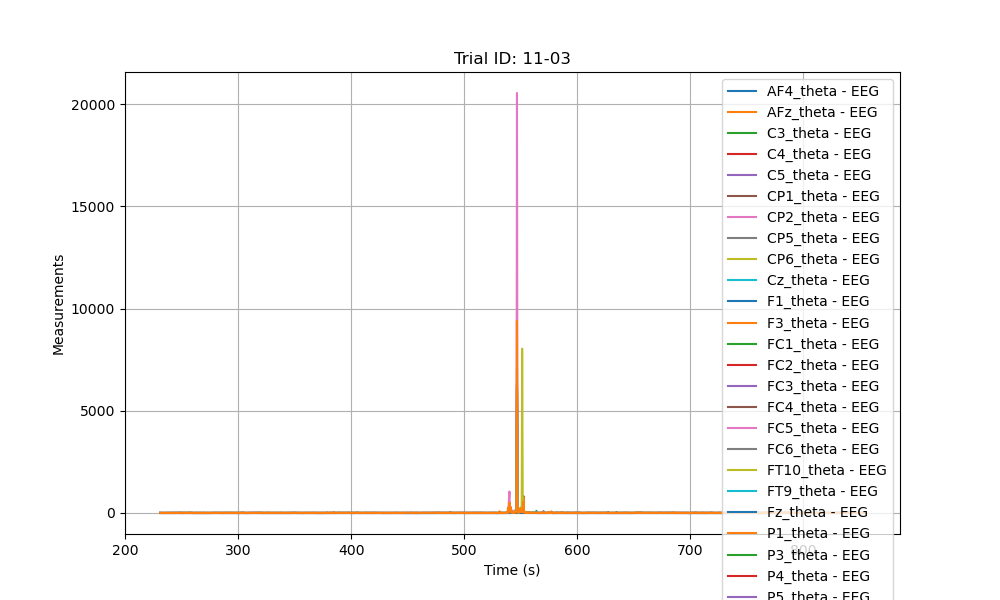 Trial ID: 11-03
Measurements
20000
15000
10000
5000
0
200 300 400 500 600 700 800
Time (s)
AF4_theta - EEG
AFz_theta - EEG
C3_theta - EEG
C4_theta - EEG
C5_theta - EEG
CP1_theta - EEG
CP2_theta - EEG
CP5_theta - EEG
CP6_theta - EEG
Cz_theta - EEG
F1_theta - EEG
F3_theta - EEG
FC1_theta - EEG
FC2_theta - EEG
FC3_theta - EEG
FC4_theta - EEG
FC5_theta - EEG
FC6_theta - EEG
FT10_theta - EEG
FT9_theta - EEG
Fz_theta - EEG
P1_theta - EEG
P3_theta - EEG
P4_theta - EEG
P5_theta - EEG